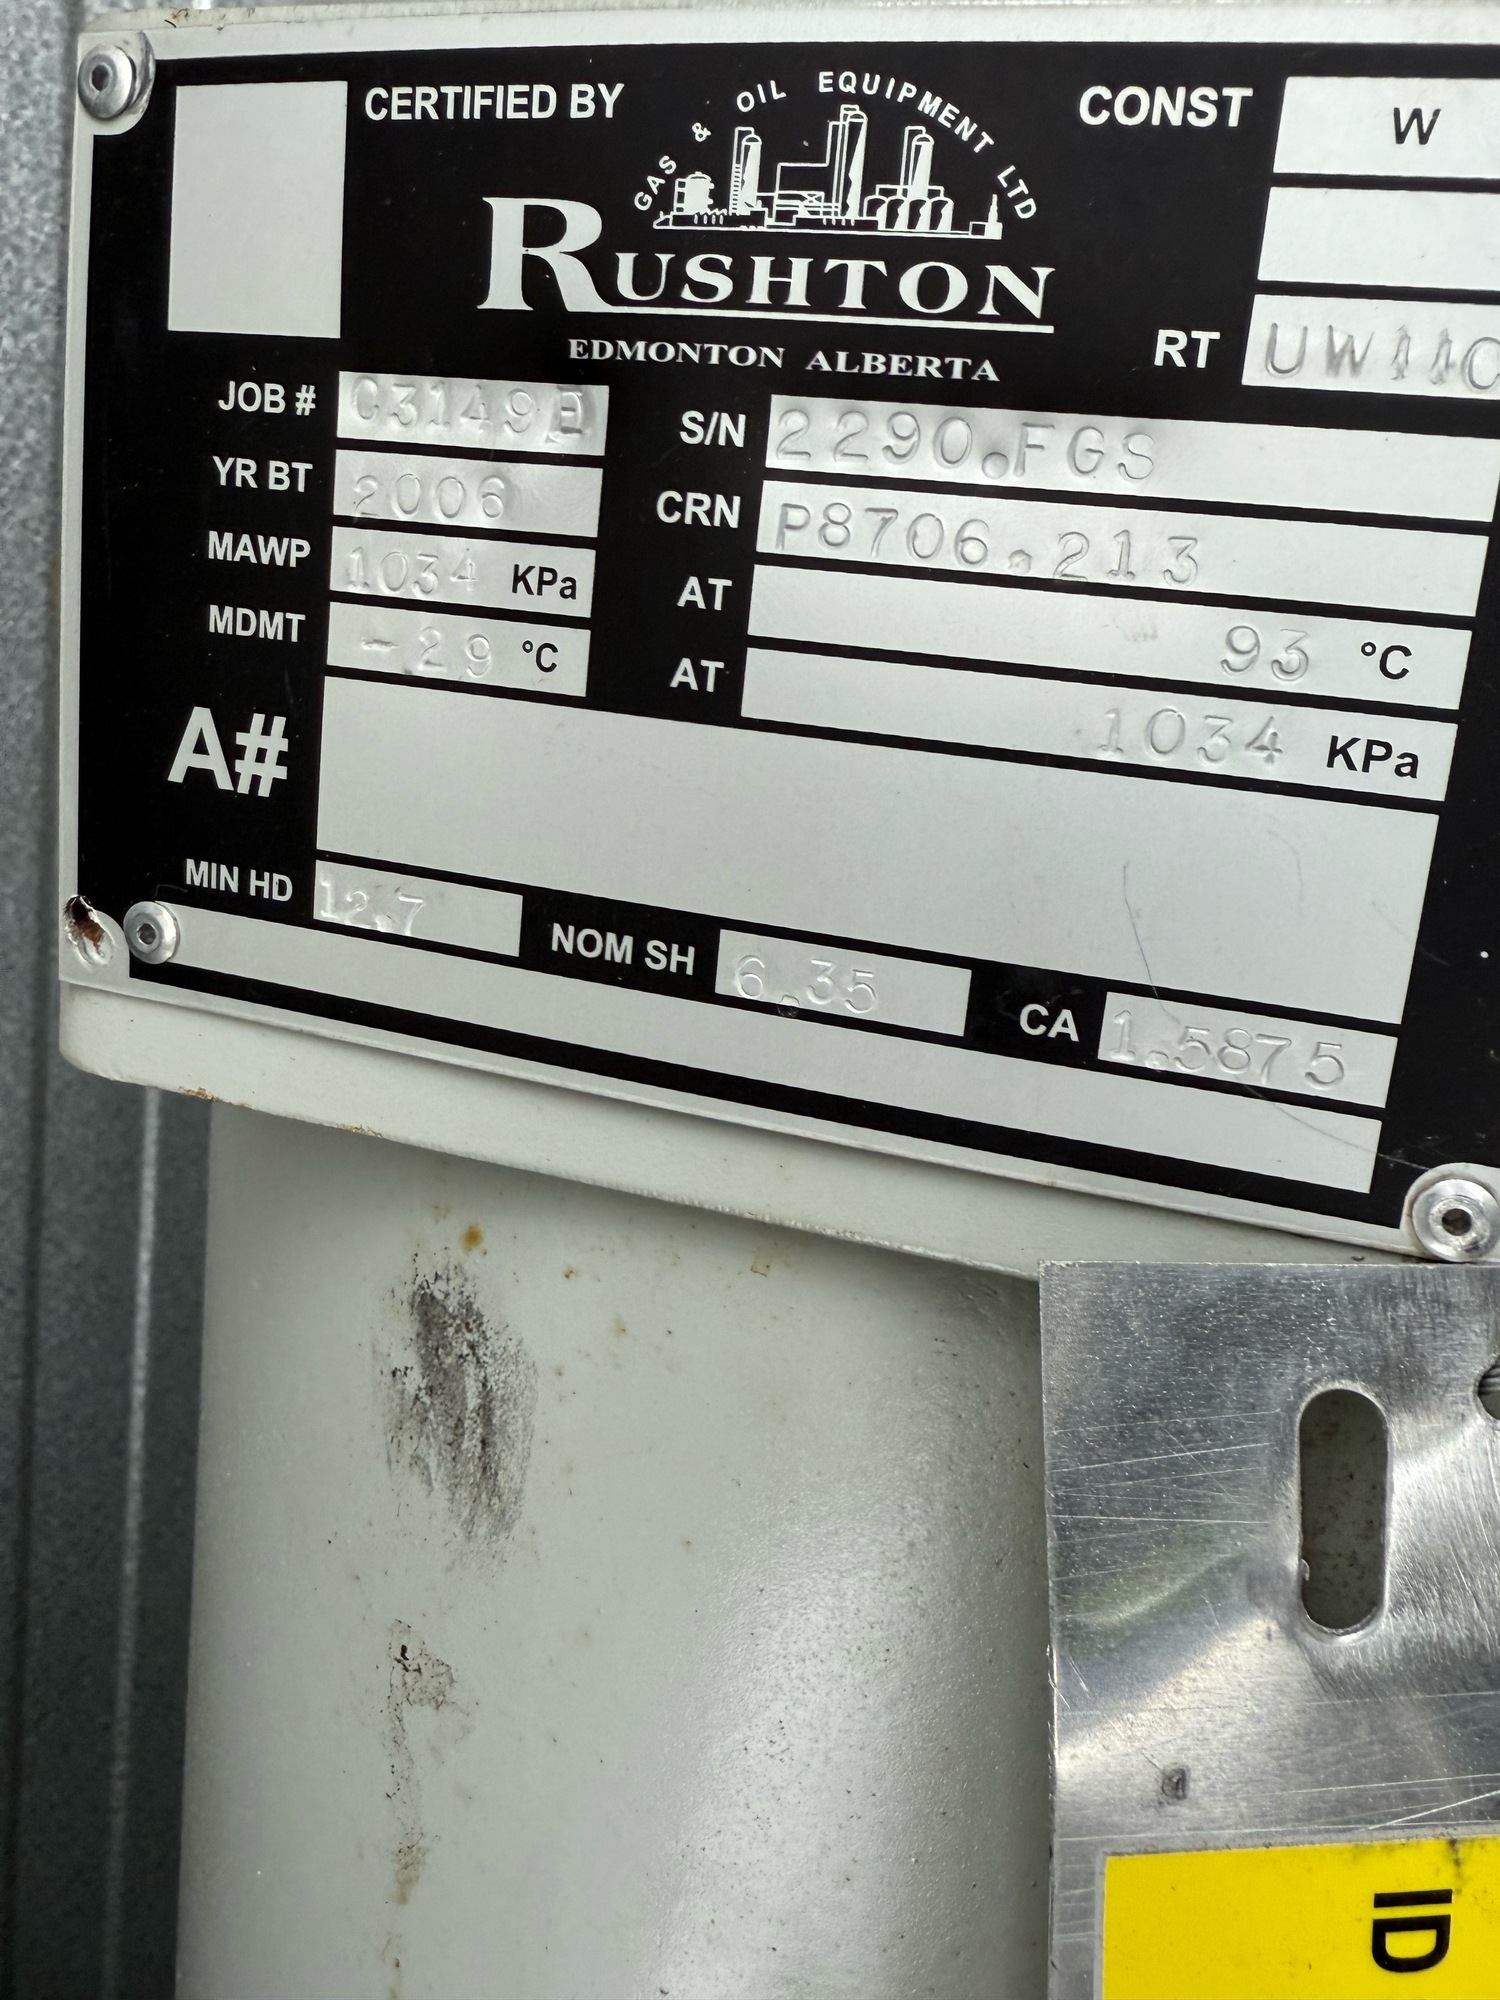 CERTIFIED BY
GAS & OIL EQUIPMENT LTD
RUSHTON
EDMONTON ALBERTA
CONST W
RT UW11C
JOB # C3149E
YR BT 2006
MAWP 1034 KPa
MDMT -29 °C
S/N 2290.FGS
CRN P8706.213
AT 93 °C
AT 1034 KPa
A#
MIN HD 12.7
NOM SH 6.35
CA 1.5875
ID